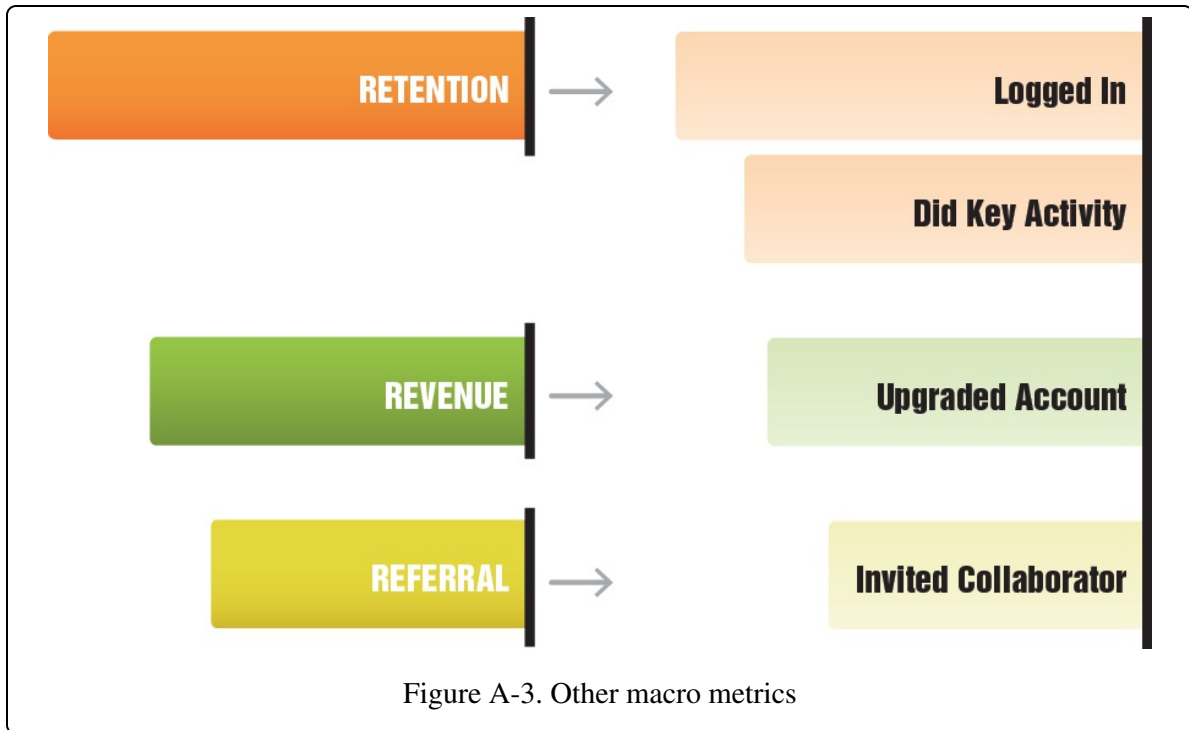 RETENTION
Logged In
Did Key Activity
REVENUE
Upgraded Account
REFERRAL
Invited Collaborator
Figure A-3. Other macro metrics